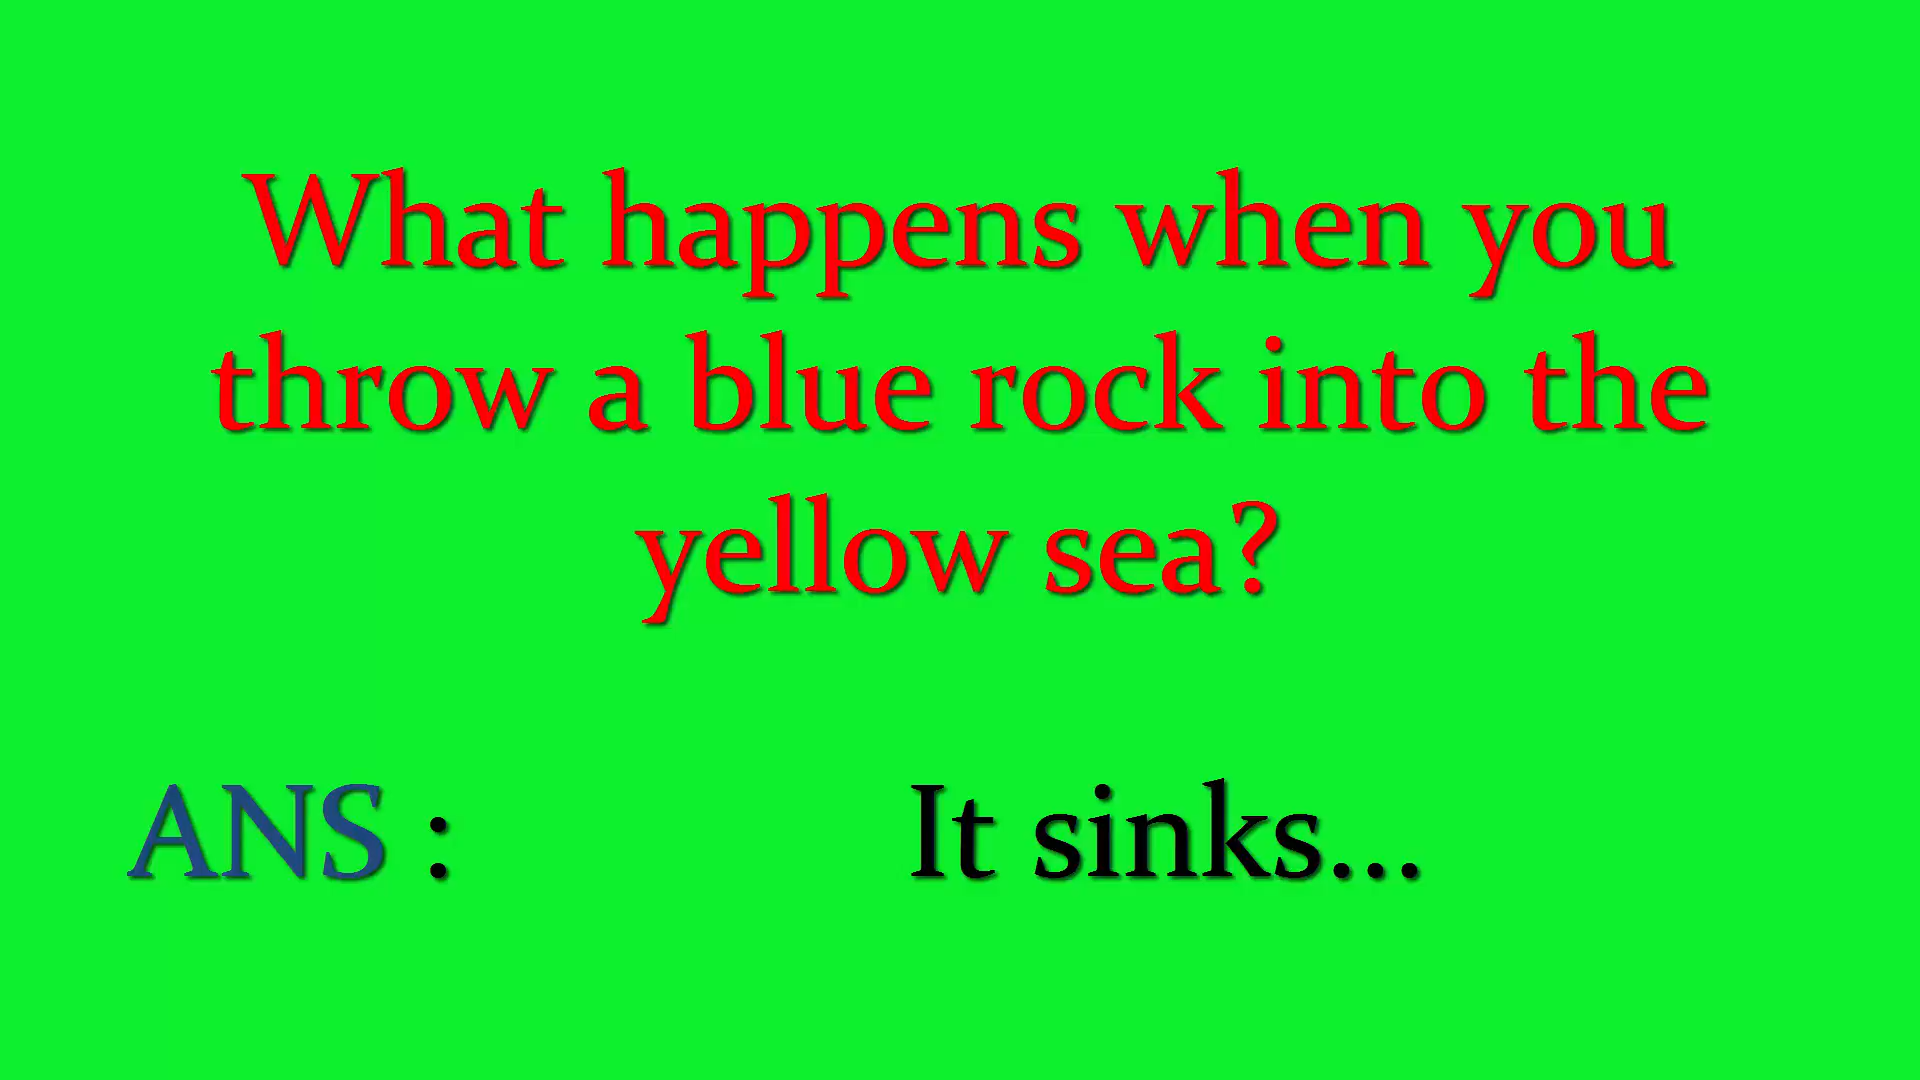 What happens when you
throw a blue rock into the
yellow sea?
ANS : It sinks...